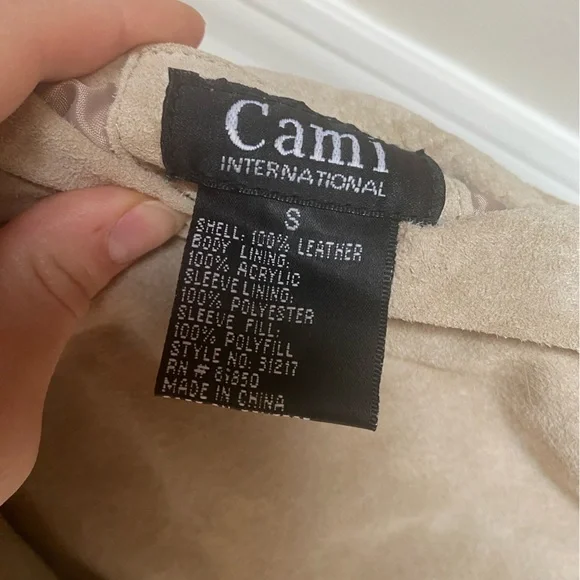 Cami
INTERNATIONAL
S
SHELL: 100% LEATHER
BODY LINING:
100% ACRYLIC
SLEEVE LINING:
100% POLYESTER
SLEEVE FILL:
100% POLYFILL
STYLE NO: 31217
RN # 89850
MADE IN CHINA